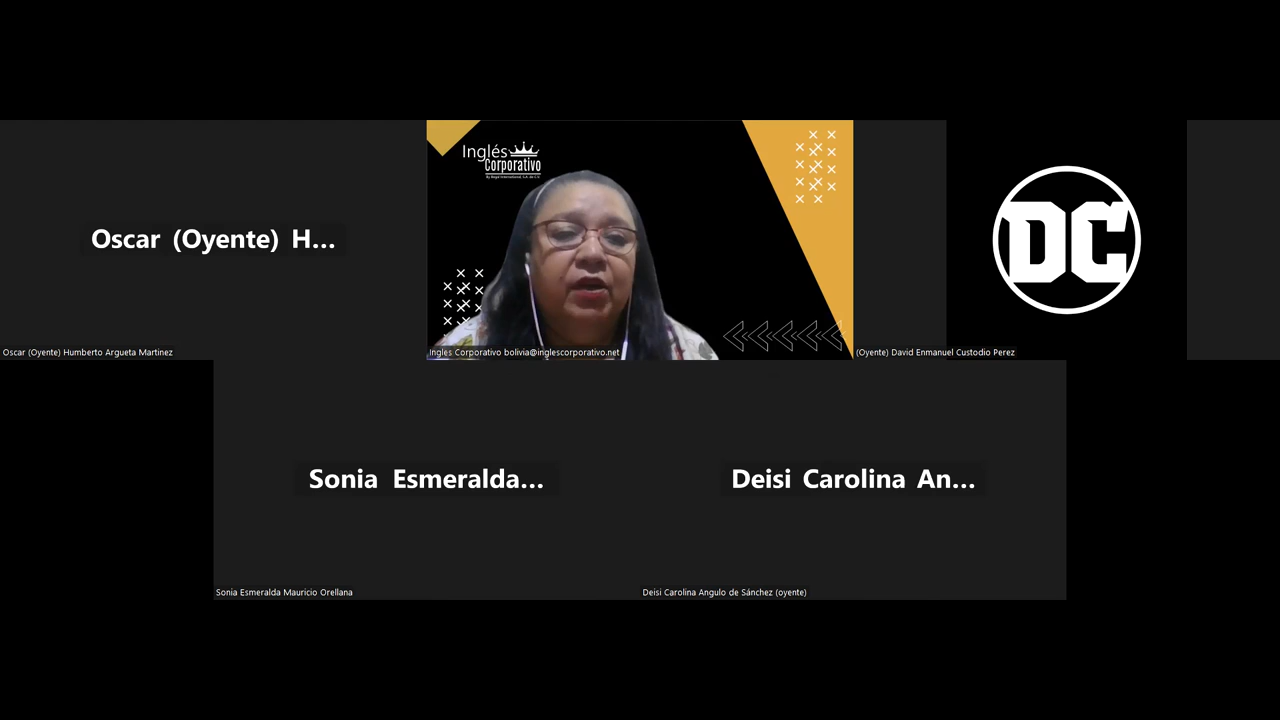 Oscar (Oyente) H...
Oscar (Oyente) Humberto Argueta Martinez
Inglés
Corporativo
Ingles Corporativo bolivia@inglescorporativo.net
DC
(Oyente) David Enmanuel Custodio Perez
Sonia Esmeralda...
Sonia Esmeralda Mauricio Orellana
Deisi Carolina An...
Deisi Carolina Angulo de Sánchez (oyente)